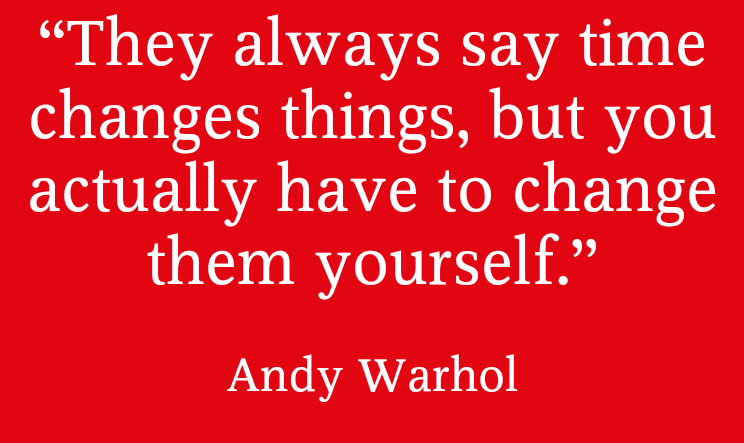 “They always say time
changes things, but you
actually have to change
them yourself.”
Andy Warhol